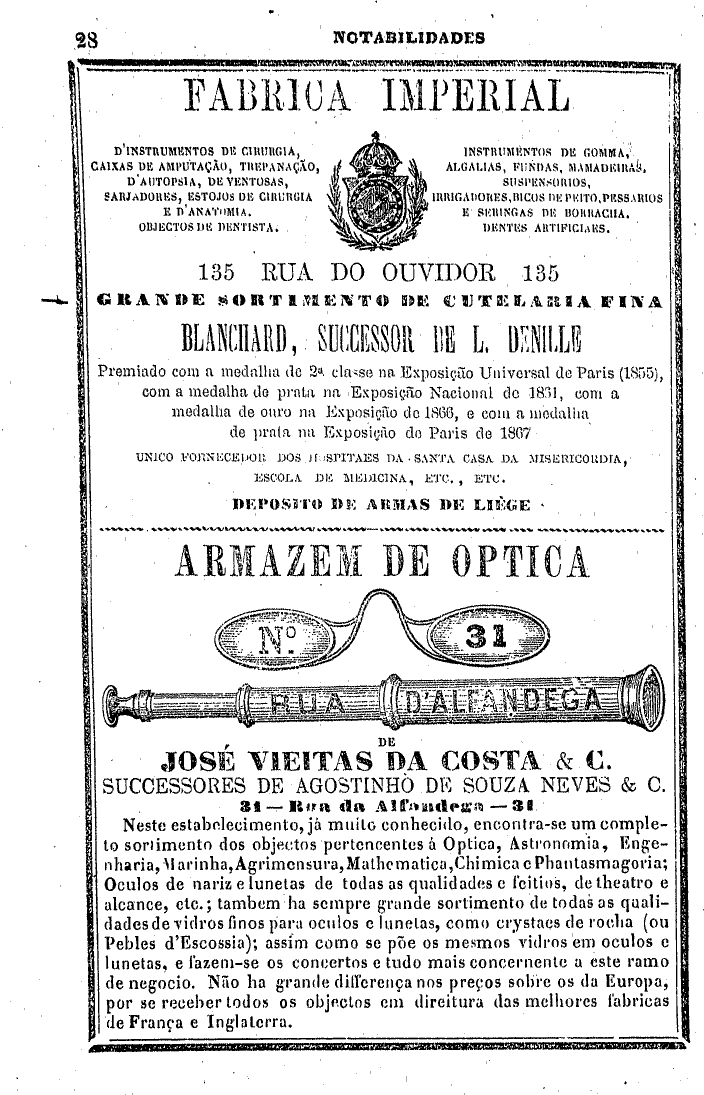 28
NOTABILIDADES
FABRICA IMPERIAL
D'INSTRUMENTOS DE CIRURGIA,
CAIXAS DE AMPUTAÇÃO, TREPANAÇÃO,
D'AUTOPSIA, DE VENTOSAS,
SARJADORES, ESTOJOS DE CIRURGIA
E D'ANATOMIA.
OBJECTOS DE DENTISTA.
INSTRUMENTOS DE GOMMA,
ALGALIAS, FUNDAS, MAMADEIRAS,
SUSPENSORIOS,
IRRIGADORES, BICOS DE PEITO, PESSARIOS
E SERINGAS DE BORRACHA.
DENTES ARTIFICIAES.
135 RUA DO OUVIDOR 135
GRANDE SORTIMENTO DE CUTELARIA FINA
BLANCHARD, SUCCESSOR DE L. DENILLE
Premiado com a medalha de 2ª classe na Exposição Universal de Paris (1855),
com a medalha de prata na Exposição Nacional de 1861, com a
medalha de ouro na Exposição de 1866, e com a medalha
de prata na Exposição de Paris de 1867
UNICO FORNECEDOR DOS HOSPITAES DA SANTA CASA DA MISERICORDIA,
ESCOLA DE MEDICINA, ETC., ETC.
DEPOSITO DE ARMAS DE LIÈGE
ARMAZEM DE OPTICA
Nº. 31
RUA D'ALFANDEGA
DE
JOSÉ VIEITAS DA COSTA & C.
SUCCESSORES DE AGOSTINHO DE SOUZA NEVES & C.
31 — Rua da Alfandega — 31
Neste estabelecimento, já muito conhecido, encontra-se um comple-
to sortimento dos objectos pertencentes á Optica, Astronomia, Enge-
nharia, Marinha, Agrimensura, Mathematica, Chimica e Phantasmagoria;
Oculos de nariz e lunetas de todas as qualidades e feitios, de theatro e
alcance, etc.; tambem ha sempre grande sortimento de todas as quali-
dades de vidros finos para oculos e lunetas, como crystaes de rocha (ou
Pebles d'Escossia); assim como se põe os mesmos vidros em oculos e
lunetas, e fazem-se os concertos e tudo mais concernente a este ramo
de negocio. Não ha grande differença nos preços sobre os da Europa,
por se receber todos os objectos em direitura das melhores fabricas
de França e Inglaterra.